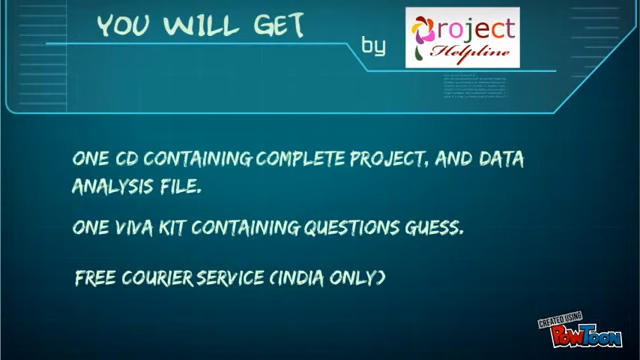 YOU WILL GET
by
Project
Helpline
ONE CD CONTAINING COMPLETE PROJECT, AND DATA
ANALYSIS FILE.
ONE VIVA KIT CONTAINING QUESTIONS GUESS.
FREE COURIER SERVICE (INDIA ONLY)
CREATED USING
POWTOON